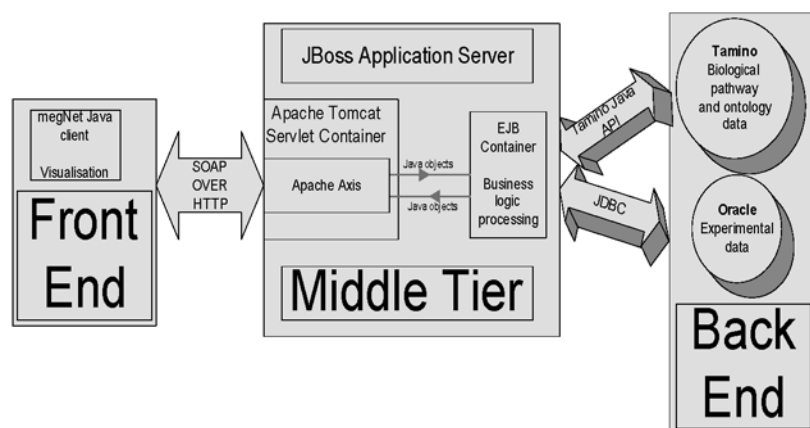 megNet Java
client
Visualisation
Front
End
SOAP
OVER
HTTP
JBoss Application Server
Apache Tomcat
Servlet Container
Apache Axis
Java objects
Java objects
EJB
Container
Business
logic
processing
Middle Tier
Tamino Java
API
JDBC
Tamino
Biological
pathway
and ontology
data
Oracle
Experimental
data
Back
End